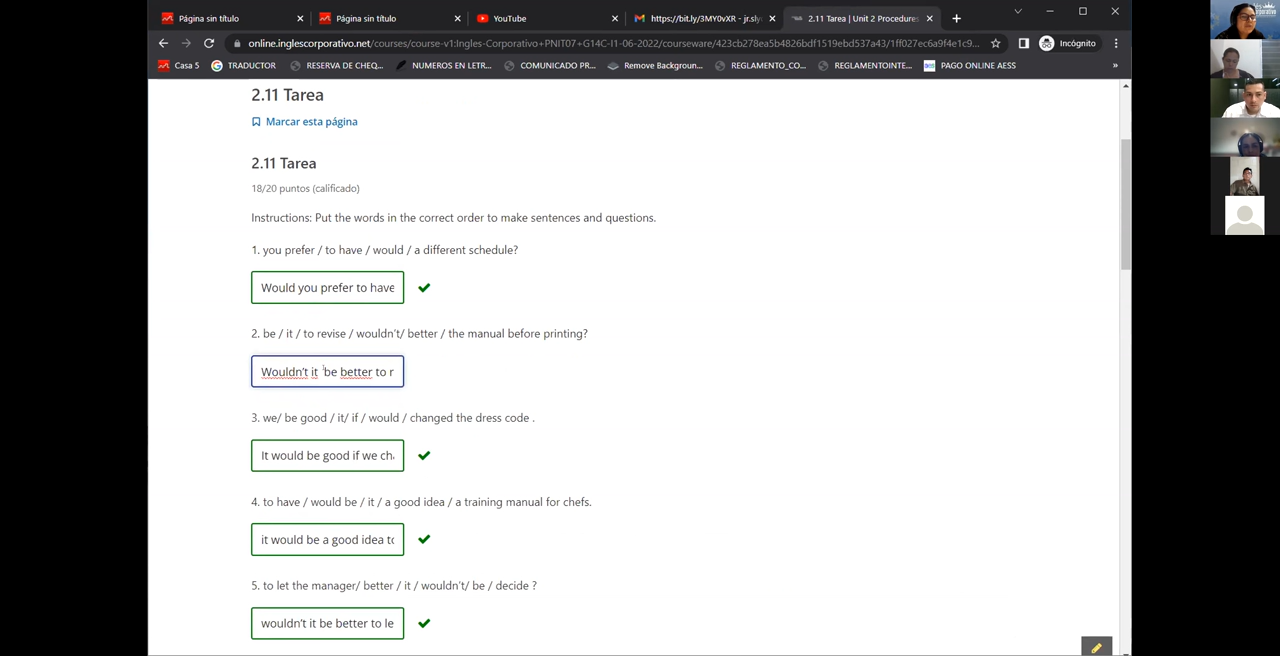 Página sin título
Página sin título
YouTube
https://bit.ly/3MY0vXR - jr.sly
2.11 Tarea | Unit 2 Procedures
online.inglescorporativo.net/courses/course-v1:Ingles-Corporativo+PNIT07+G14C-I1-06-2022/courseware/423cb278ea5b4826bdf1519ebd537a43/1ff027ec6a9f4e1c9...
Incógnito
Casa 5
TRADUCTOR
RESERVA DE CHEQ...
NUMEROS EN LETR...
COMUNICADO PR...
Remove Backgroun...
REGLAMENTO_CO...
REGLAMENTOINTE...
PAGO ONLINE AESS
»
2.11 Tarea
Marcar esta página
2.11 Tarea
18/20 puntos (calificado)
Instructions: Put the words in the correct order to make sentences and questions.
1. you prefer / to have / would / a different schedule?
Would you prefer to have
2. be / it / to revise / wouldn't/ better / the manual before printing?
Wouldn't it be better to r
3. we/ be good / it/ if / would / changed the dress code .
It would be good if we cha
4. to have / would be / it / a good idea / a training manual for chefs.
it would be a good idea to
5. to let the manager/ better / it / wouldn't/ be / decide ?
wouldn't it be better to le